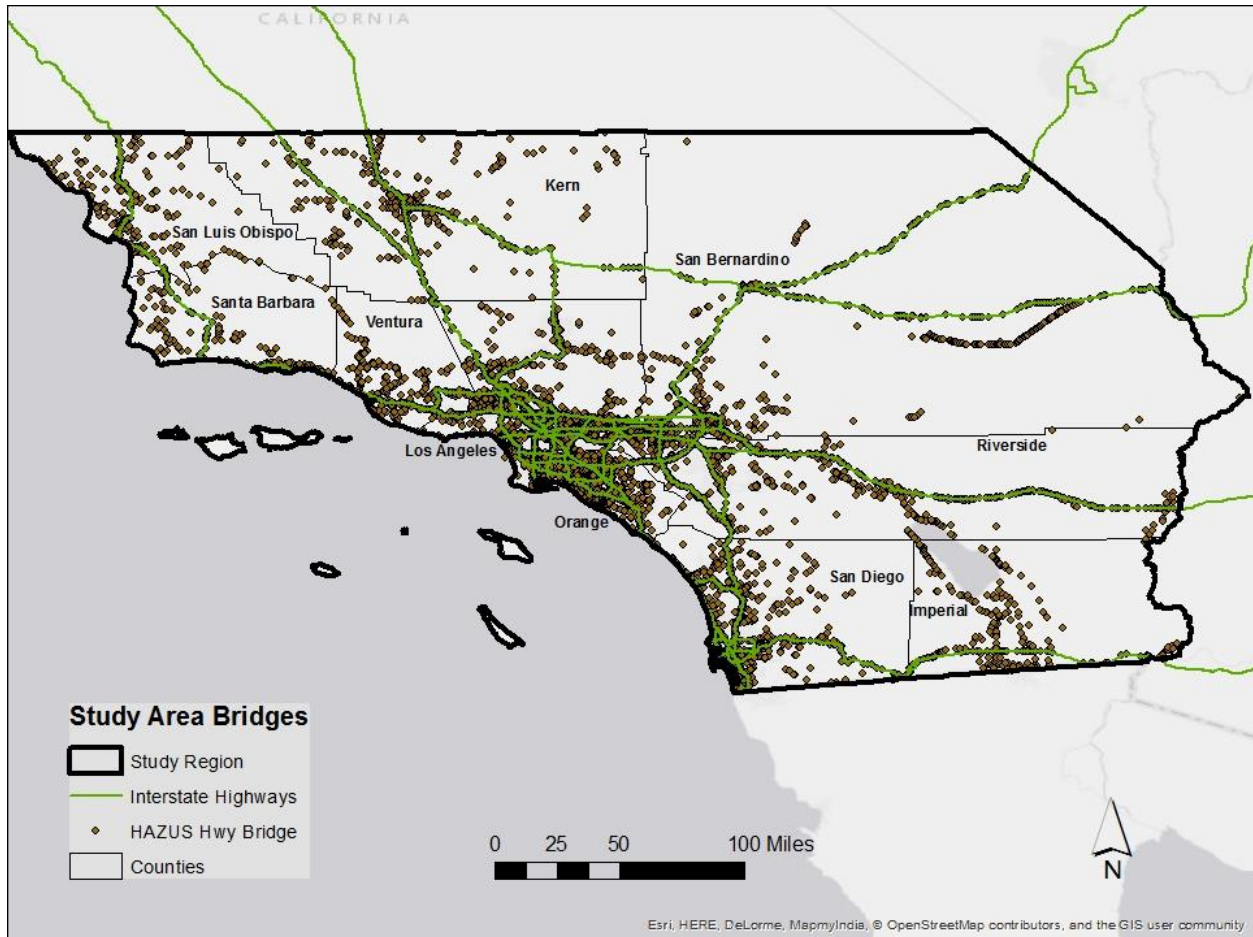 CALIFORNIA
Kern
San Luis Obispo
San Bernardino
Santa Barbara
Ventura
Los Angeles
Riverside
Orange
San Diego
Imperial
Study Area Bridges
Study Region
Interstate Highways
HAZUS Hwy Bridge
Counties
0 25 50 100 Miles
N
Esri, HERE, DeLorme, MapmyIndia, © OpenStreetMap contributors, and the GIS user community